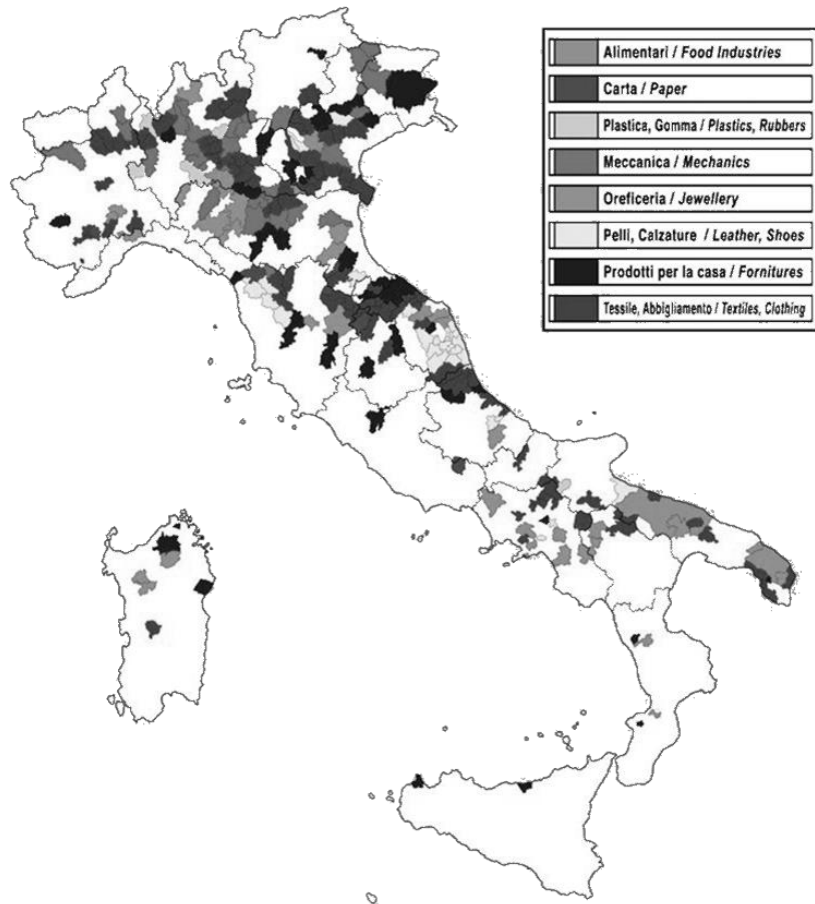 Alimentari / Food Industries
Carta / Paper
Plastica, Gomma / Plastics, Rubbers
Meccanica / Mechanics
Oreficeria / Jewellery
Pelli, Calzature / Leather, Shoes
Prodotti per la casa / Fornitures
Tessile, Abbigliamento / Textiles, Clothing